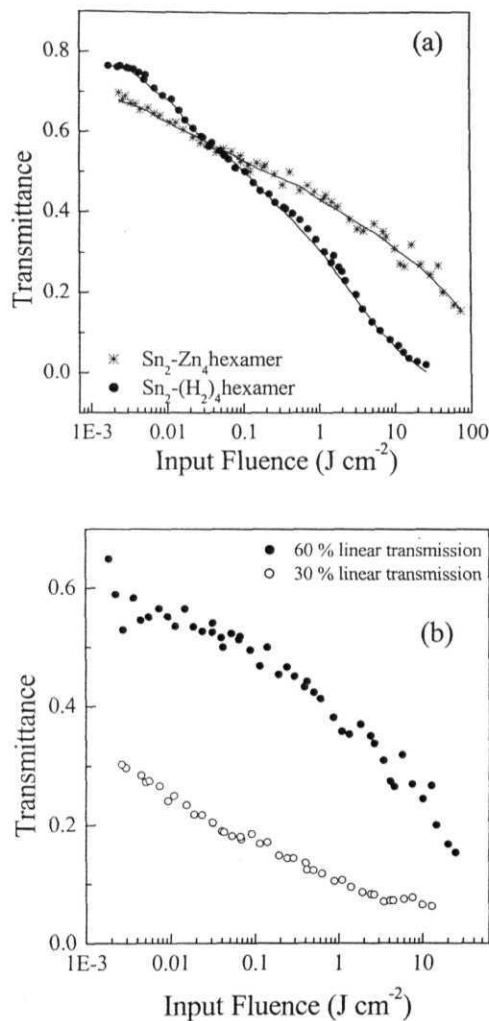 (a)
0.8
0.6
0.4
0.2
0.0
Transmittance
Sn₂-Zn₄hexamer
Sn₂-(H₂)₄hexamer
1E-3 0.01 0.1 1 10 100
Input Fluence (J cm⁻²)
60 % linear transmission
30 % linear transmission
(b)
0.6
0.4
0.2
0.0
Transmittance
1E-3 0.01 0.1 1 10
Input Fluence (J cm⁻²)